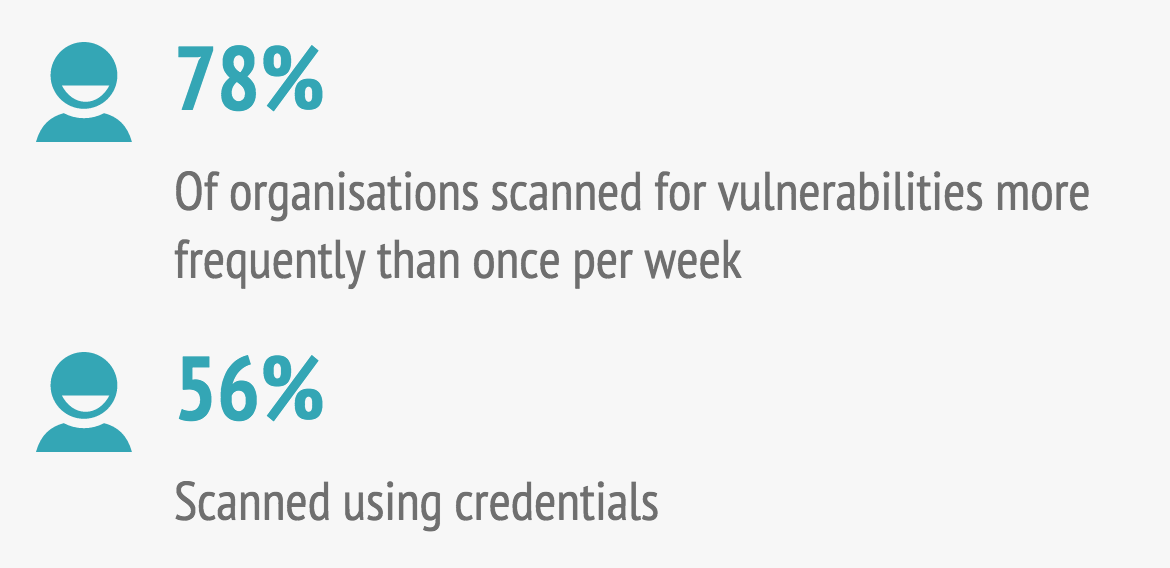 78%
Of organisations scanned for vulnerabilities more
frequently than once per week
56%
Scanned using credentials